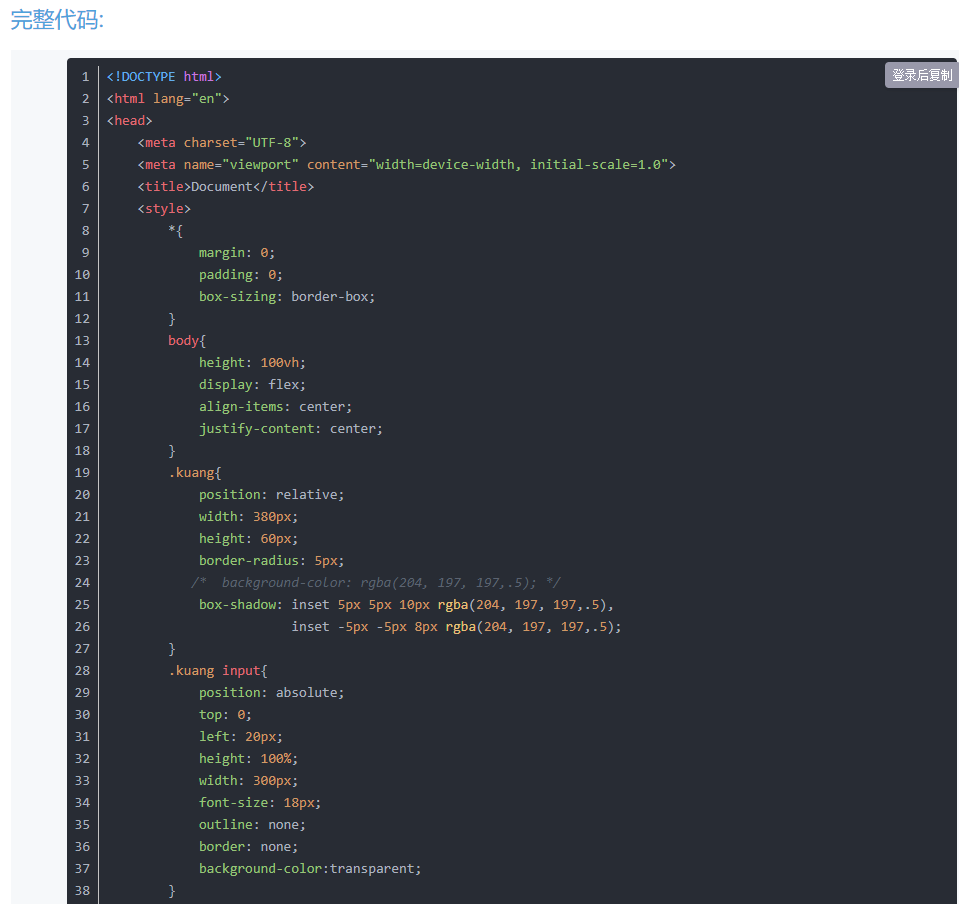 完整代码:
登录后复制
1 <!DOCTYPE html>
2 <html lang="en">
3 <head>
4     <meta charset="UTF-8">
5     <meta name="viewport" content="width=device-width, initial-scale=1.0">
6     <title>Document</title>
7     <style>
8         *{
9             margin: 0;
10             padding: 0;
11             box-sizing: border-box;
12         }
13         body{
14             height: 100vh;
15             display: flex;
16             align-items: center;
17             justify-content: center;
18         }
19         .kuang{
20             position: relative;
21             width: 380px;
22             height: 60px;
23             border-radius: 5px;
24            /*  background-color: rgba(204, 197, 197,.5); */
25             box-shadow: inset 5px 5px 10px rgba(204, 197, 197,.5),
26                         inset -5px -5px 8px rgba(204, 197, 197,.5);
27         }
28         .kuang input{
29             position: absolute;
30             top: 0;
31             left: 20px;
32             height: 100%;
33             width: 300px;
34             font-size: 18px;
35             outline: none;
36             border: none;
37             background-color:transparent;
38         }